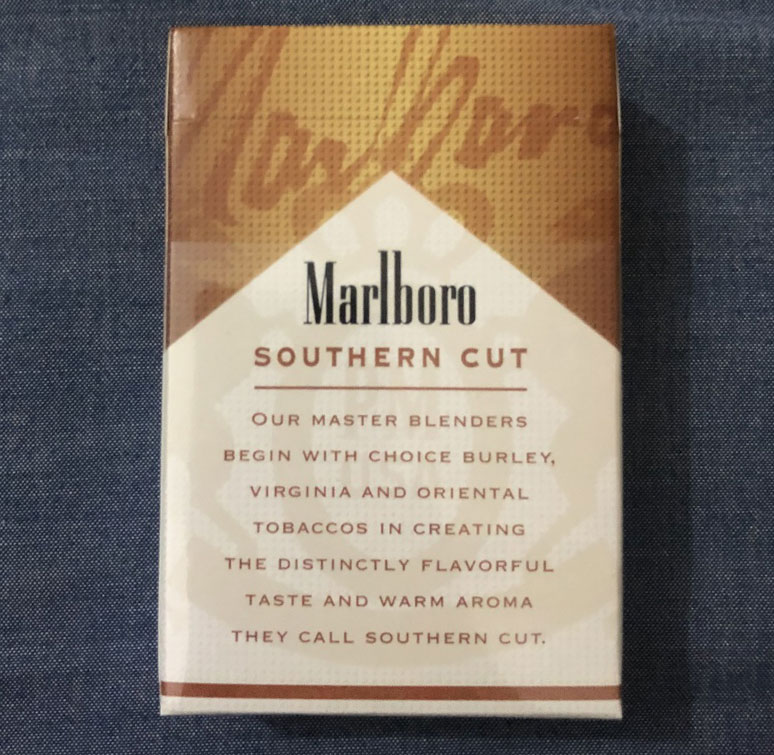 Marlboro
Marlboro
SOUTHERN CUT
OUR MASTER BLENDERS
BEGIN WITH CHOICE BURLEY,
VIRGINIA AND ORIENTAL
TOBACCOS IN CREATING
THE DISTINCTLY FLAVORFUL
TASTE AND WARM AROMA
THEY CALL SOUTHERN CUT.